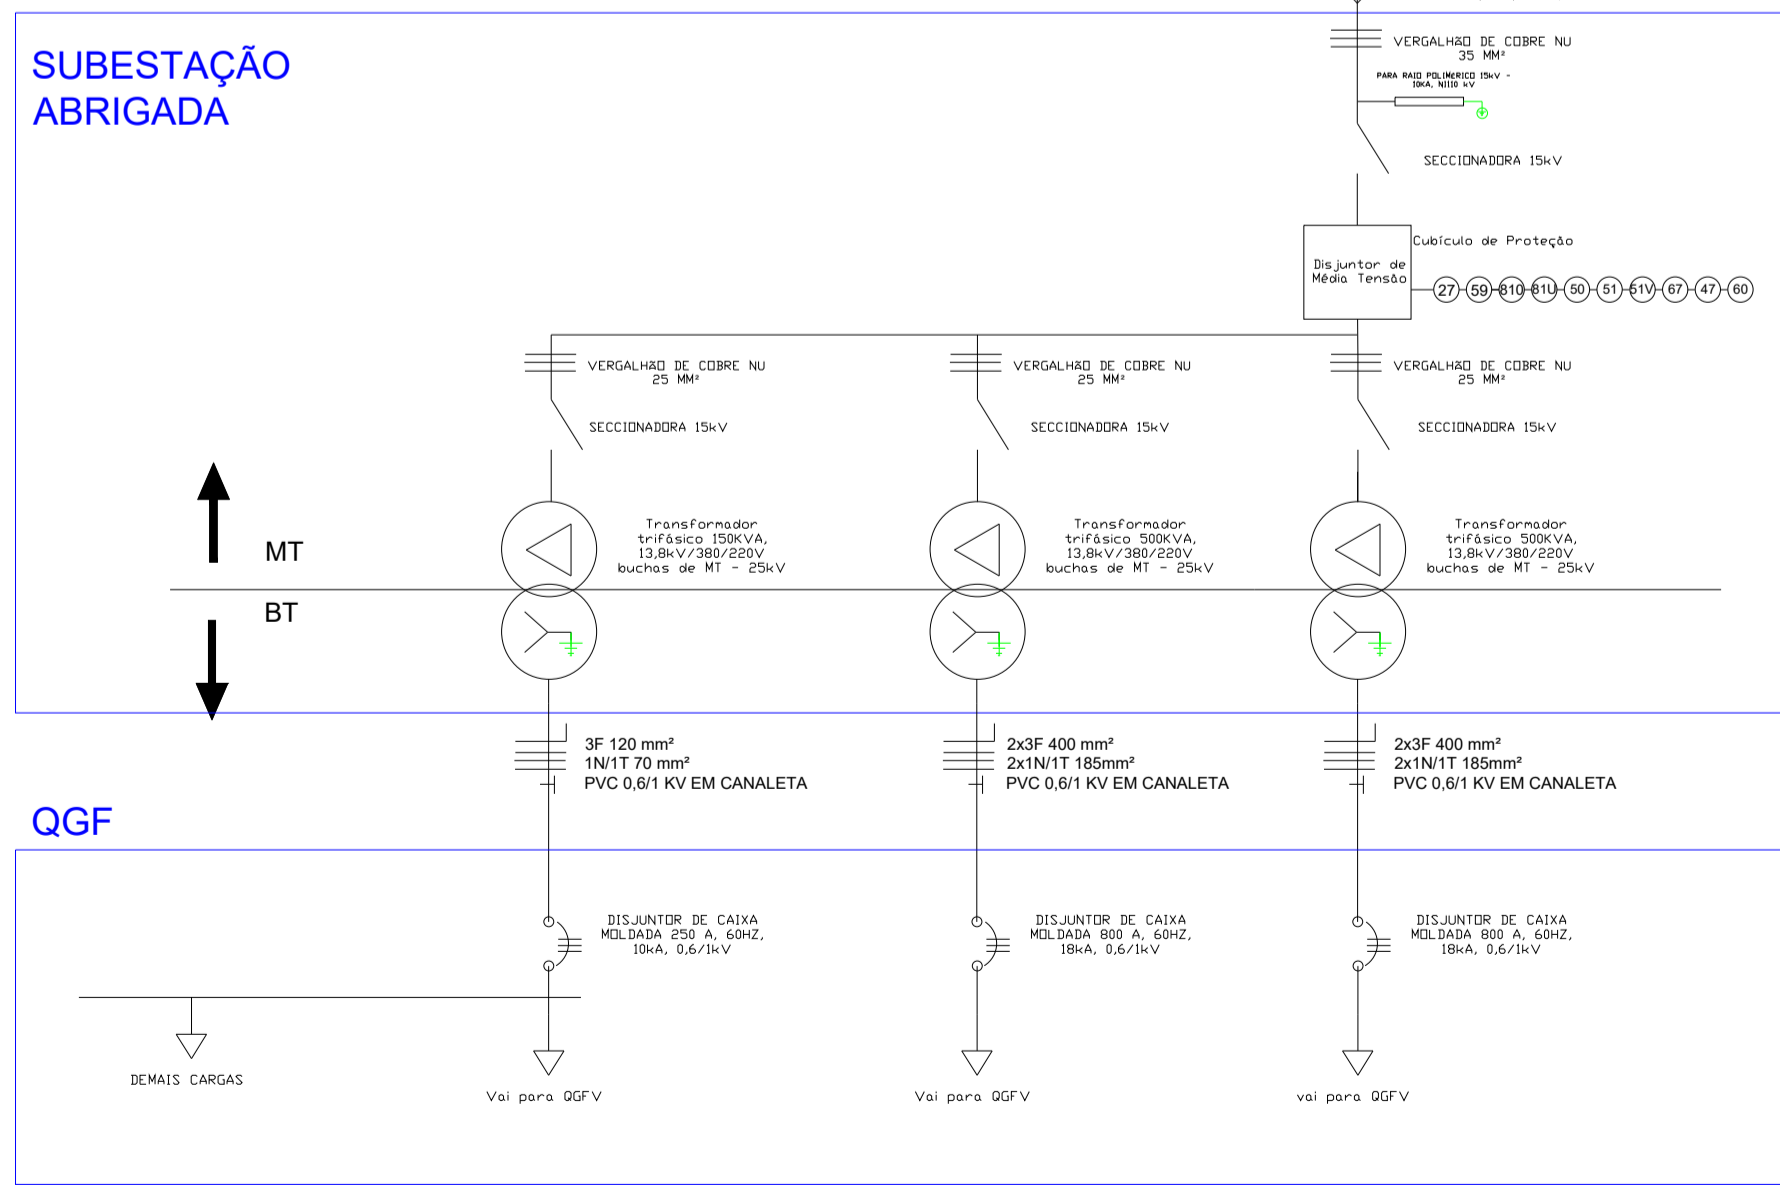 SUBESTAÇÃO
ABRIGADA
VERGALHÃO DE COBRE NU
35 MM²
PARA RAIO POLIMÉRICO 15kV -
10KA, NI110 kV
SECCIONADORA 15kV
Cubículo de Proteção
Disjuntor de
Média Tensão
27 59 81O 81U 50 51 51V 67 47 60
VERGALHÃO DE COBRE NU
25 MM²
VERGALHÃO DE COBRE NU
25 MM²
VERGALHÃO DE COBRE NU
25 MM²
SECCIONADORA 15kV
SECCIONADORA 15kV
SECCIONADORA 15kV
MT
BT
Transformador
trifásico 150KVA,
13,8kV/380/220V
buchas de MT - 25kV
Transformador
trifásico 500KVA,
13,8kV/380/220V
buchas de MT - 25kV
Transformador
trifásico 500KVA,
13,8kV/380/220V
buchas de MT - 25kV
3F 120 mm²
1N/1T 70 mm²
PVC 0,6/1 KV EM CANALETA
2x3F 400 mm²
2x1N/1T 185mm²
PVC 0,6/1 KV EM CANALETA
2x3F 400 mm²
2x1N/1T 185mm²
PVC 0,6/1 KV EM CANALETA
QGF
DISJUNTOR DE CAIXA
MOLDADA 250 A, 60HZ,
10kA, 0,6/1kV
DISJUNTOR DE CAIXA
MOLDADA 800 A, 60HZ,
18kA, 0,6/1kV
DISJUNTOR DE CAIXA
MOLDADA 800 A, 60HZ,
18kA, 0,6/1kV
DEMAIS CARGAS
Vai para QGFV
Vai para QGFV
vai para QGFV